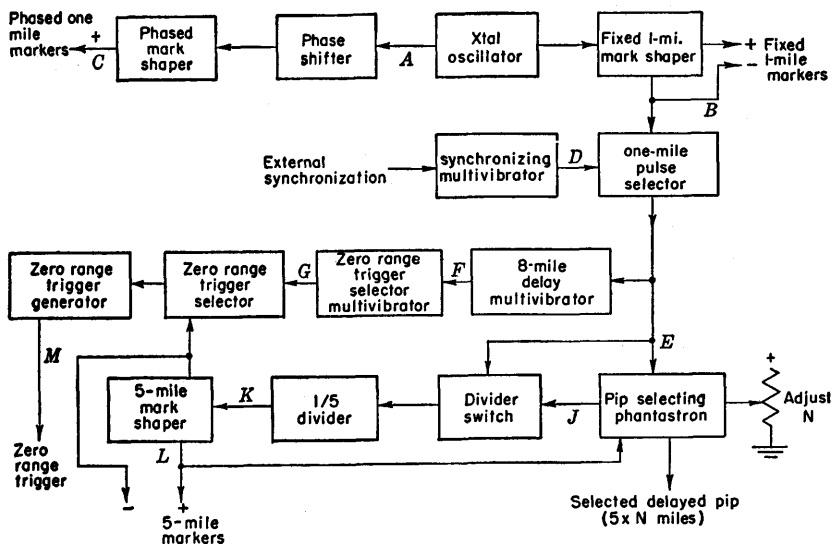 Phased one
mile
markers
+
C
Phased
mark
shaper
Phase
shifter
A
Xtal
oscillator
Fixed 1-mi.
mark shaper
+ Fixed
- 1-mile
markers
B
External
synchronization
synchronizing
multivibrator
D
one-mile
pulse
selector
Zero range
trigger
generator
Zero range
trigger
selector
G
Zero range
trigger
selector
multivibrator
F
8-mile
delay
multivibrator
M
E
5-mile
mark
shaper
K
1/5
divider
Divider
switch
J
Pip selecting
phantastron
+
Adjust
N
L
Zero
range
trigger
-
+
5-mile
markers
Selected delayed pip
(5x N miles)